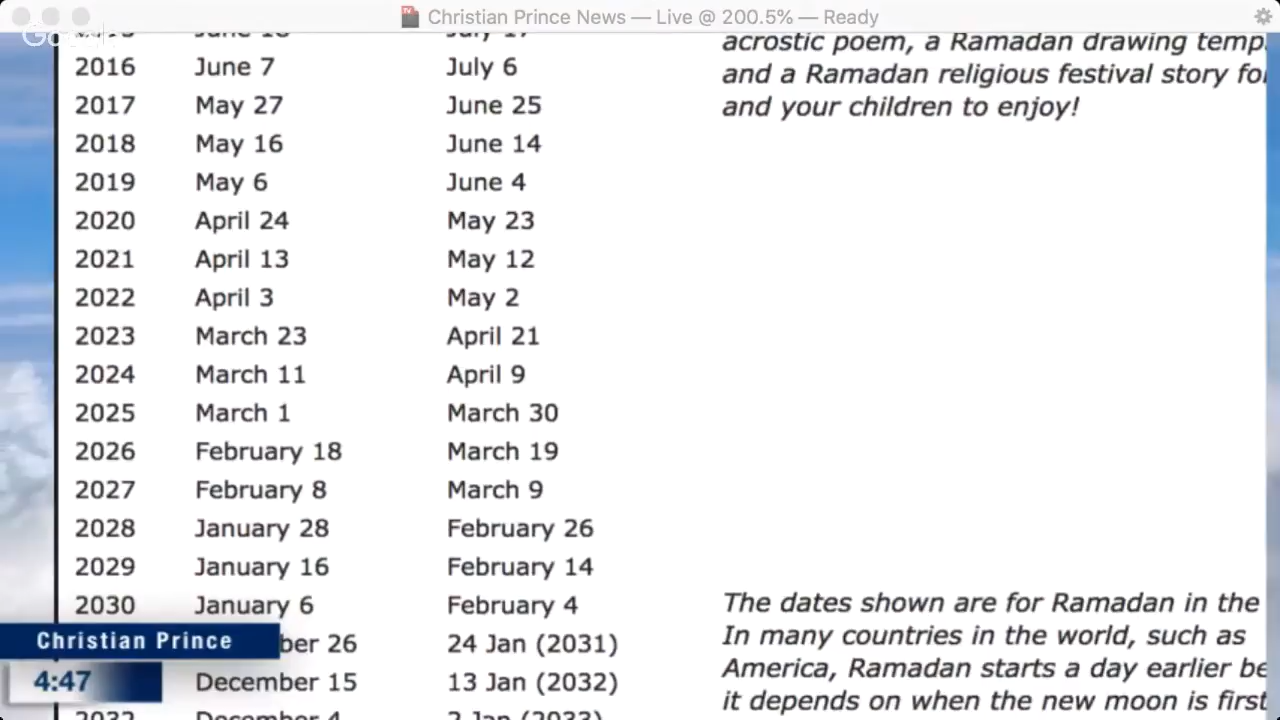 Christian Prince News — Live @ 200.5% — Ready
acrostic poem, a Ramadan drawing temp
2016 June 7 July 6
and a Ramadan religious festival story
2017 May 27 June 25
and your children to enjoy!
2018 May 16 June 14
2019 May 6 June 4
2020 April 24 May 23
2021 April 13 May 12
2022 April 3 May 2
2023 March 23 April 21
2024 March 11 April 9
2025 March 1 March 30
2026 February 18 March 19
2027 February 8 March 9
2028 January 28 February 26
2029 January 16 February 14
2030 January 6 February 4
The dates shown are for Ramadan in the
Christian Prince
ber 26 24 Jan (2031)
In many countries in the world, such as
4:47
December 15 13 Jan (2032)
America, Ramadan starts a day earlier be
it depends on when the new moon is first
2032 December 4 2 Jan (2033)